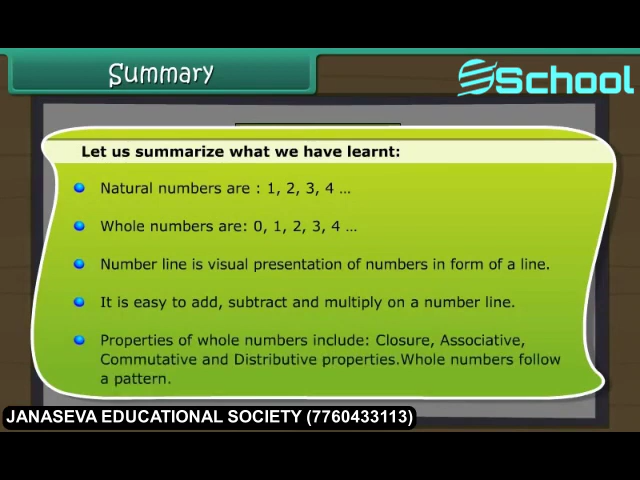 Summary
School
Let us summarize what we have learnt:
Natural numbers are : 1, 2, 3, 4 ...
Whole numbers are: 0, 1, 2, 3, 4 ...
Number line is visual presentation of numbers in form of a line.
It is easy to add, subtract and multiply on a number line.
Properties of whole numbers include: Closure, Associative,
Commutative and Distributive properties.Whole numbers follow
a pattern.
JANASEVA EDUCATIONAL SOCIETY (7760433113)